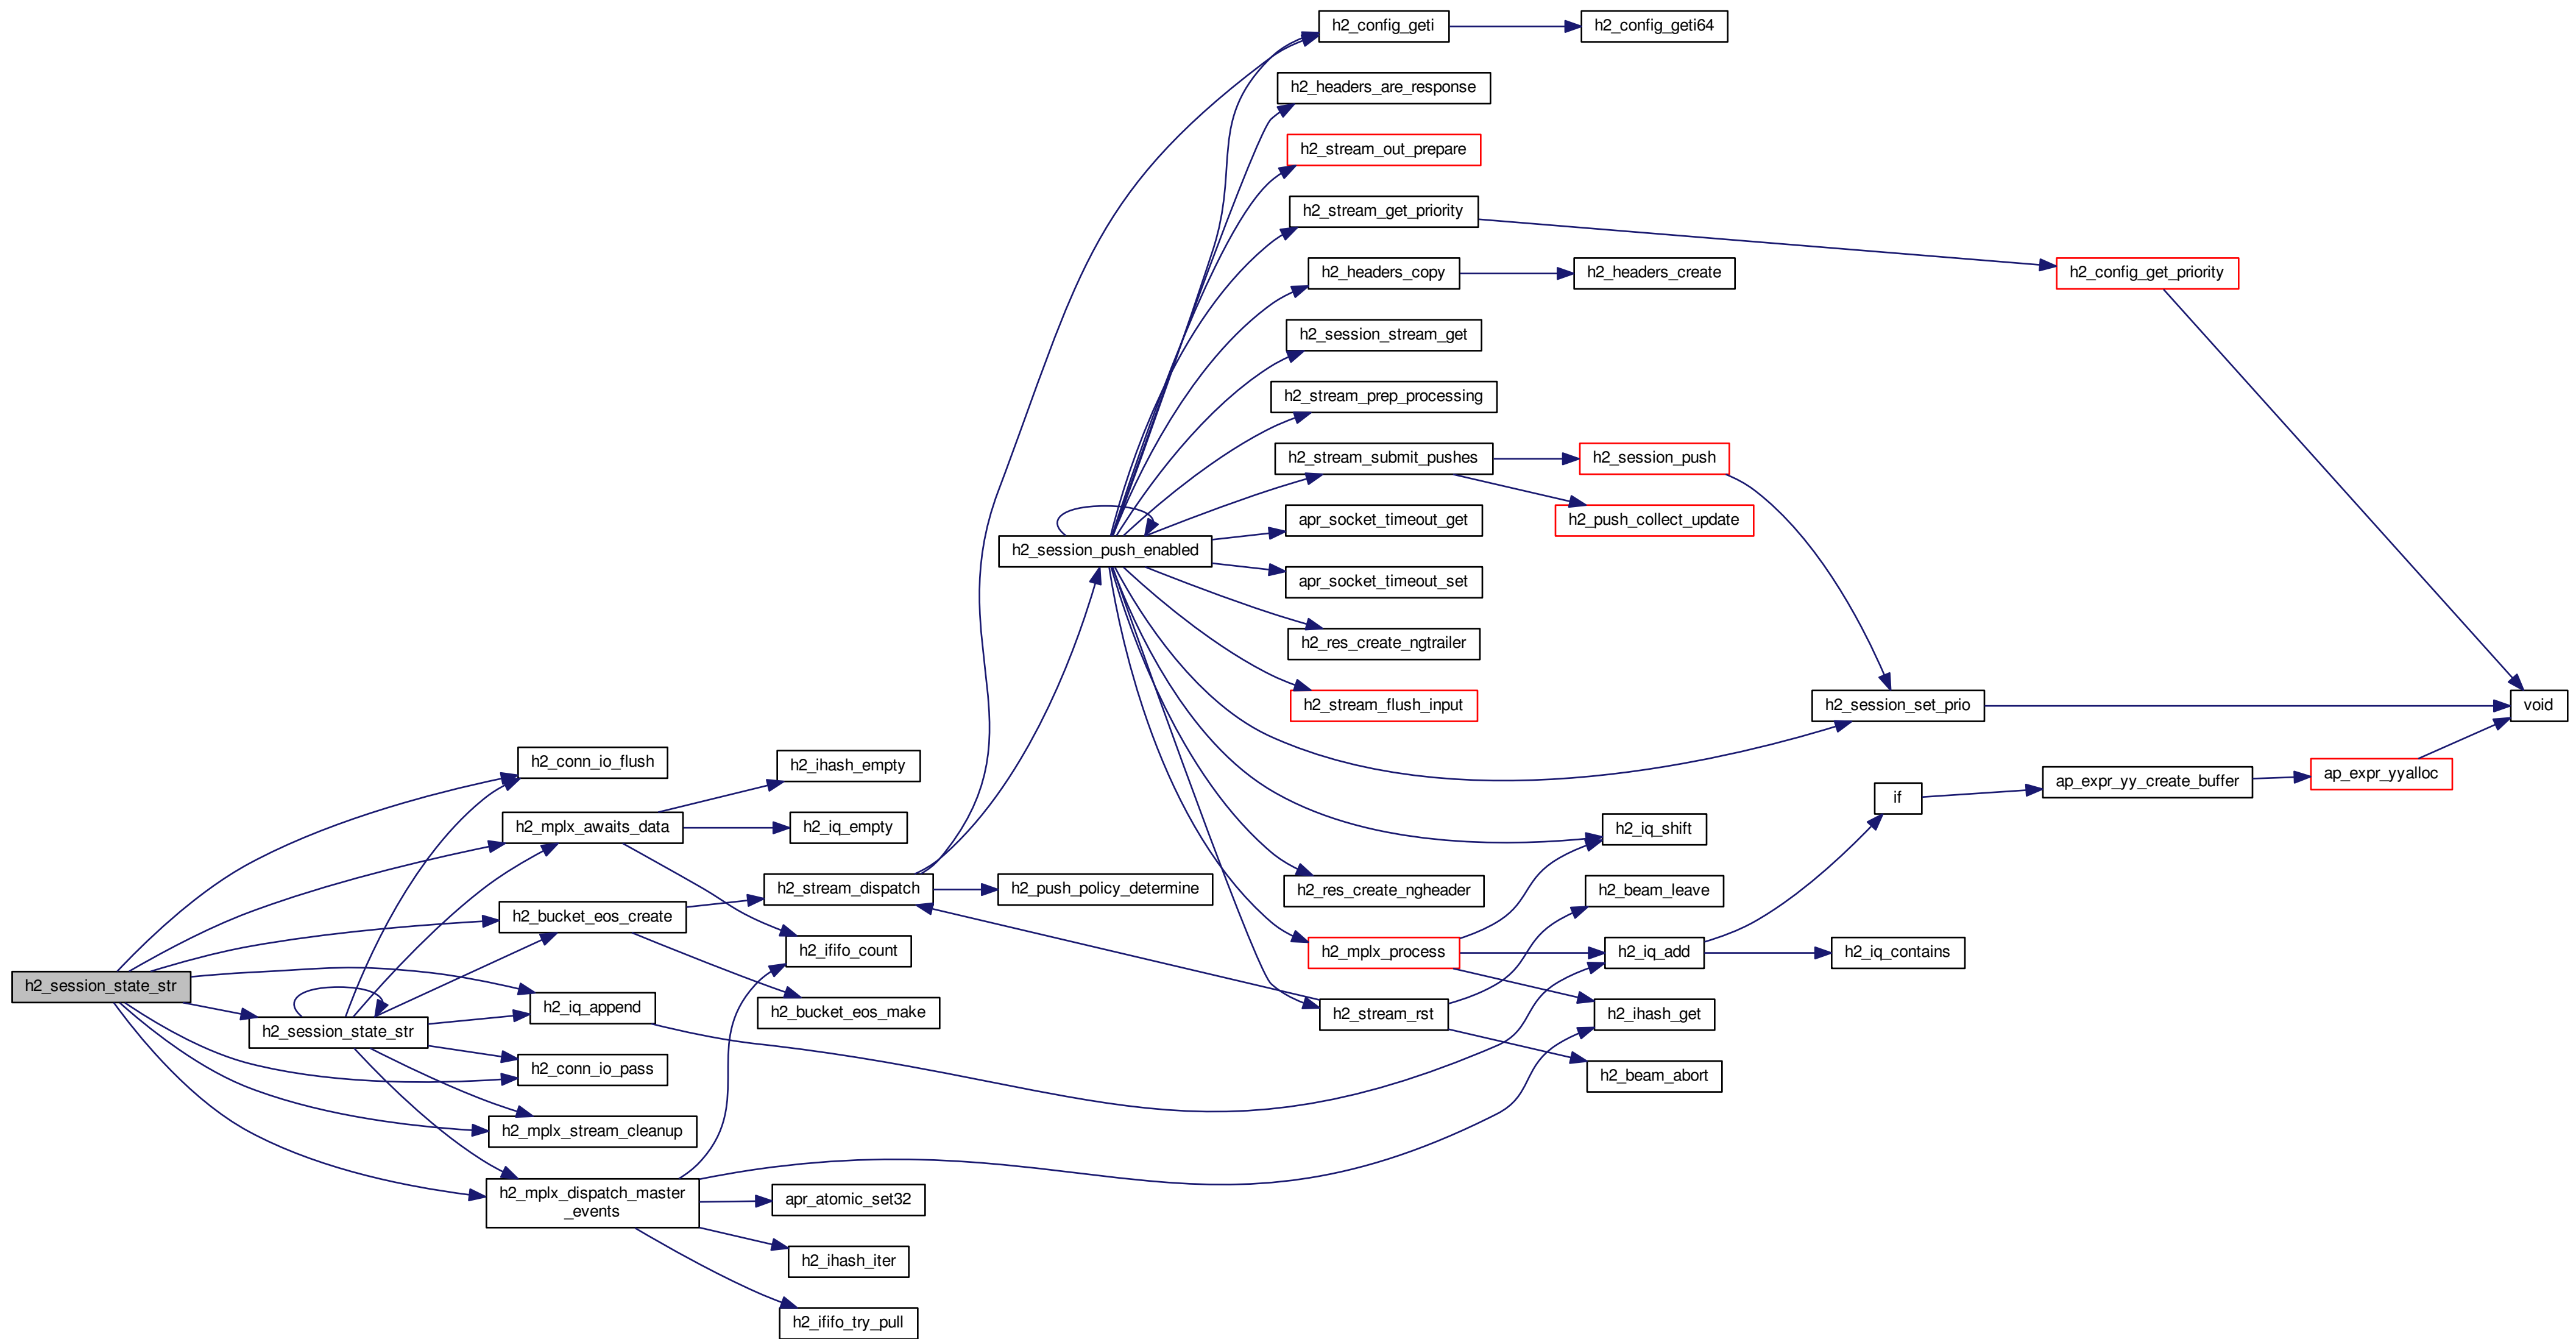 h2_config_geti
h2_config_geti64
h2_headers_are_response
h2_stream_out_prepare
h2_stream_get_priority
h2_headers_copy
h2_headers_create
h2_config_get_priority
h2_session_stream_get
h2_stream_prep_processing
h2_stream_submit_pushes
h2_session_push
apr_socket_timeout_get
h2_push_collect_update
h2_session_push_enabled
apr_socket_timeout_set
h2_res_create_ngtrailer
h2_stream_flush_input
h2_session_set_prio
void
h2_conn_io_flush
h2_ihash_empty
ap_expr_yyalloc
ap_expr_yy_create_buffer
if
h2_mplx_awaits_data
h2_iq_empty
h2_iq_shift
h2_stream_dispatch
h2_push_policy_determine
h2_res_create_ngheader
h2_beam_leave
h2_bucket_eos_create
h2_ififo_count
h2_mplx_process
h2_iq_add
h2_iq_contains
h2_session_state_str
h2_iq_append
h2_bucket_eos_make
h2_stream_rst
h2_ihash_get
h2_session_state_str
h2_conn_io_pass
h2_beam_abort
h2_mplx_stream_cleanup
h2_mplx_dispatch_master
_events
apr_atomic_set32
h2_ihash_iter
h2_ififo_try_pull